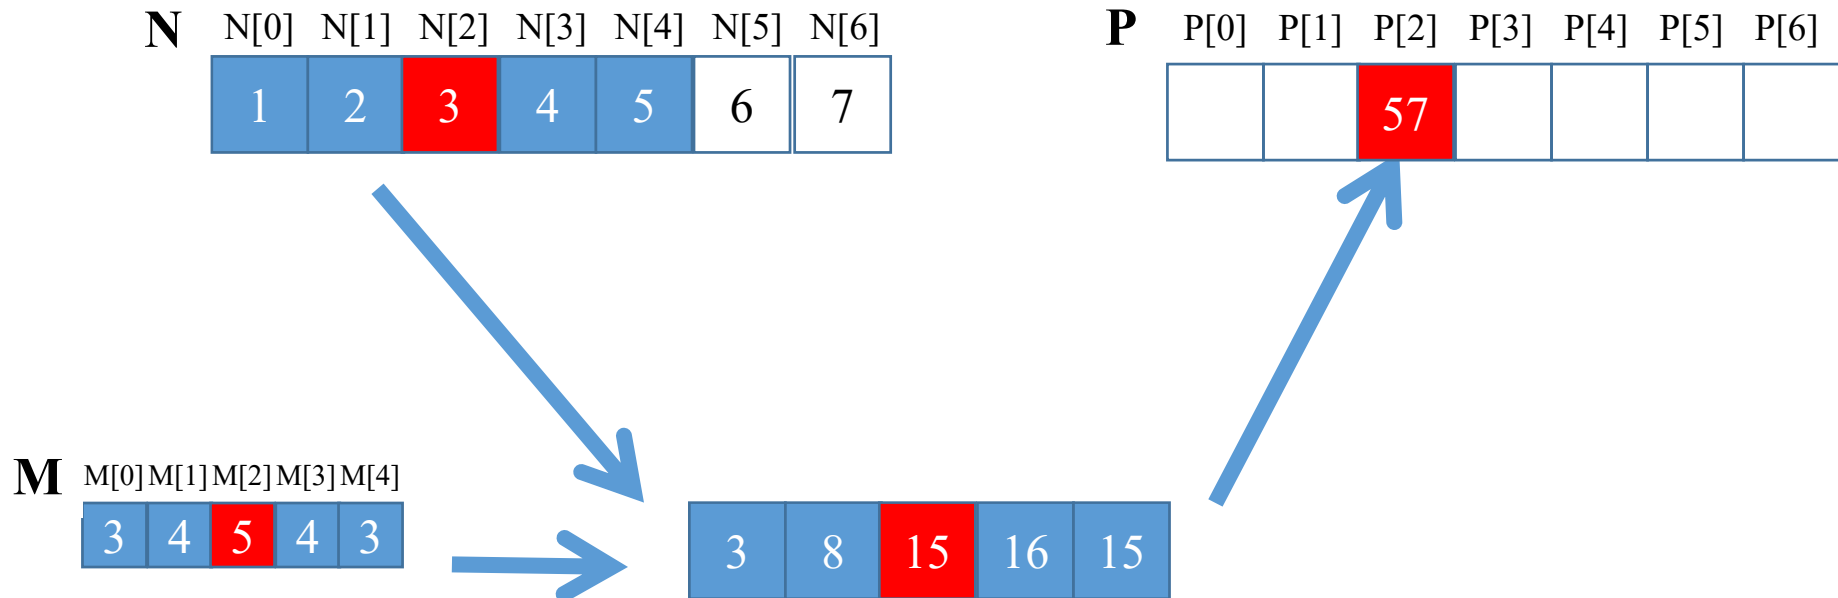 N N[0] N[1] N[2] N[3] N[4] N[5] N[6]
1 2 3 4 5 6 7
P P[0] P[1] P[2] P[3] P[4] P[5] P[6]
57
M M[0] M[1] M[2] M[3] M[4]
3 4 5 4 3
3 8 15 16 15